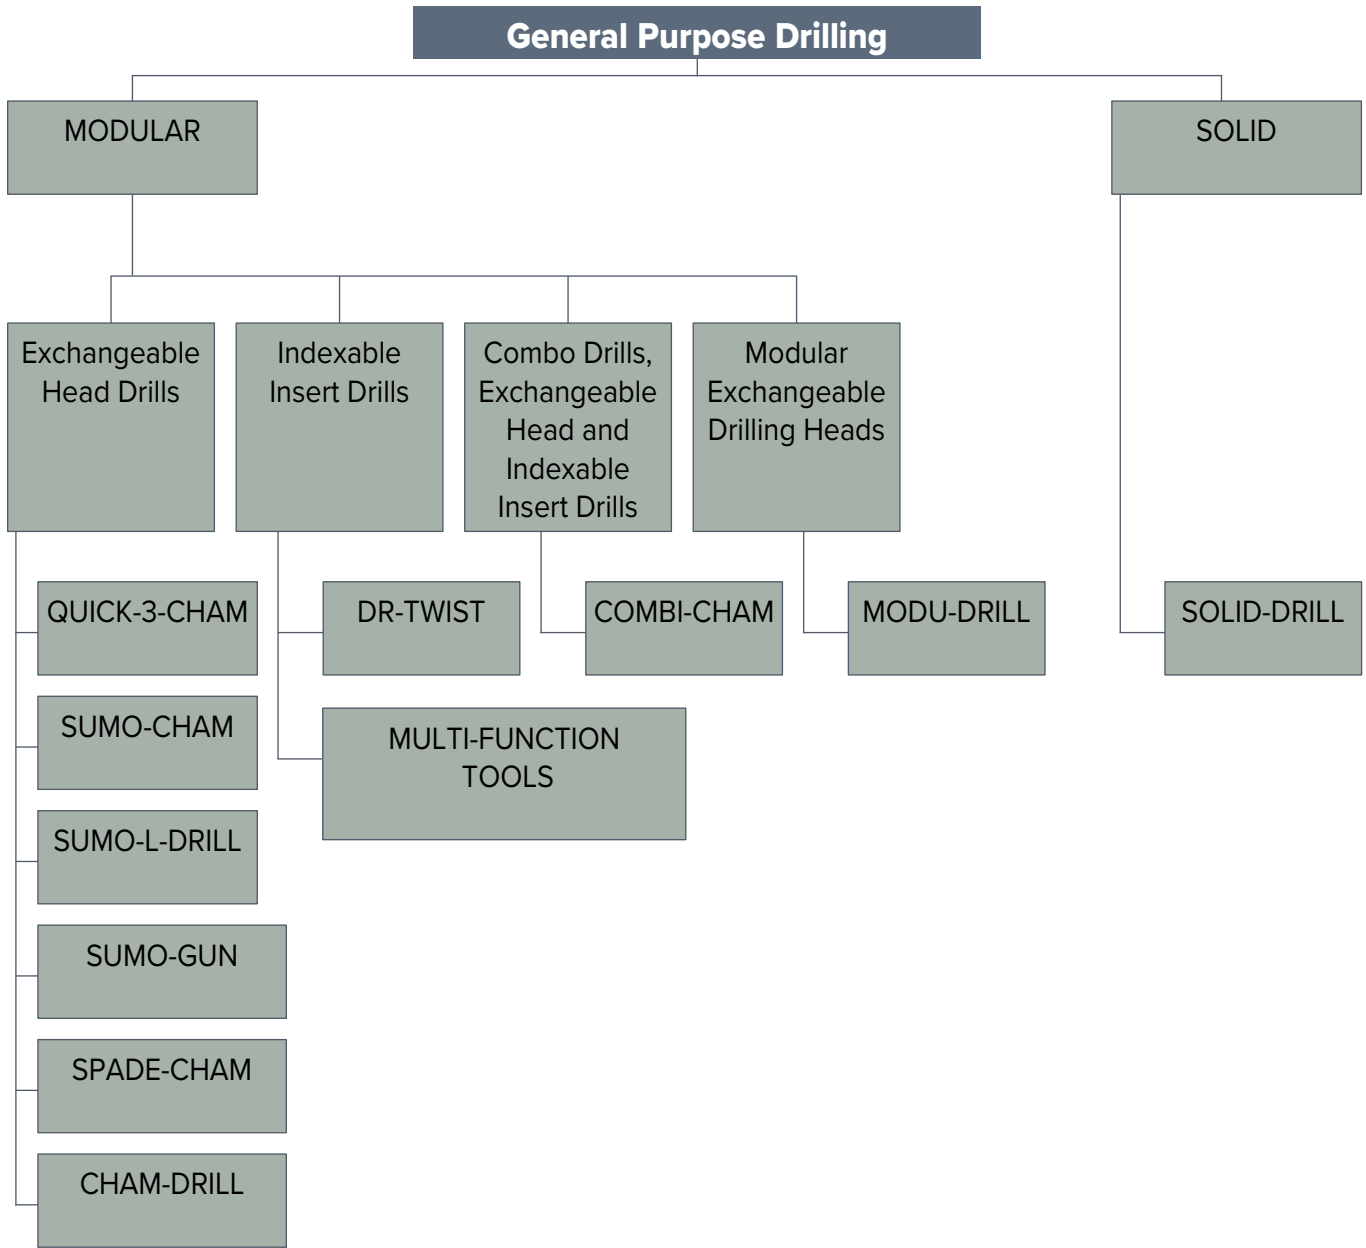 General Purpose Drilling
MODULAR
SOLID
Exchangeable
Head Drills
Indexable
Insert Drills
Combo Drills,
Exchangeable
Head and
Indexable
Insert Drills
Modular
Exchangeable
Drilling Heads
QUICK-3-CHAM
DR-TWIST
COMBI-CHAM
MODU-DRILL
SOLID-DRILL
SUMO-CHAM
MULTI-FUNCTION
TOOLS
SUMO-L-DRILL
SUMO-GUN
SPADE-CHAM
CHAM-DRILL